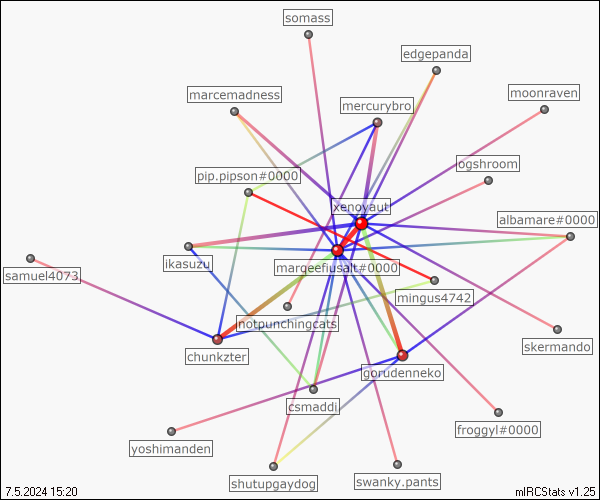 somass
edgepanda
moonraven
marcemadness
mercurybro
ogshroom
pip.pipson#0000
xenoyaut
albamare#0000
ikasuzu
marqeefiusalt#0000
samuel4073
mingus4742
notpunchingcats
skermando
chunkzter
gorudenneko
csmaddi
froggyl#0000
yoshimanden
shutupgaydog
swanky.pants
7.5.2024 15:20
mIRCStats v1.25